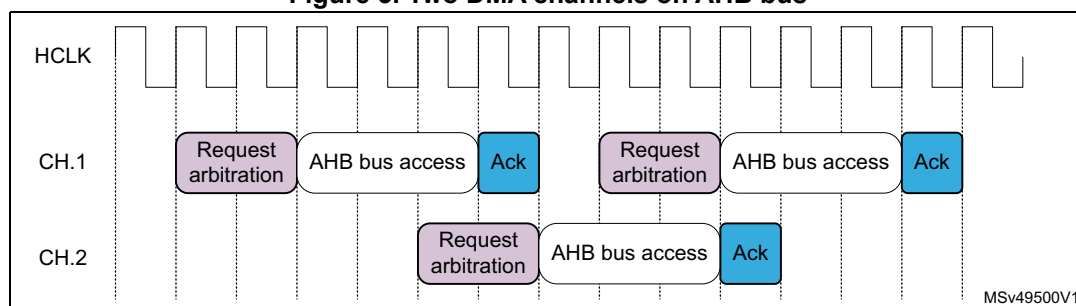 Figure 3. Two DMA channels on AHB bus
HCLK
CH.1
Request
arbitration
AHB bus access
Ack
Request
arbitration
AHB bus access
Ack
CH.2
Request
arbitration
AHB bus access
Ack
MSv49500V1